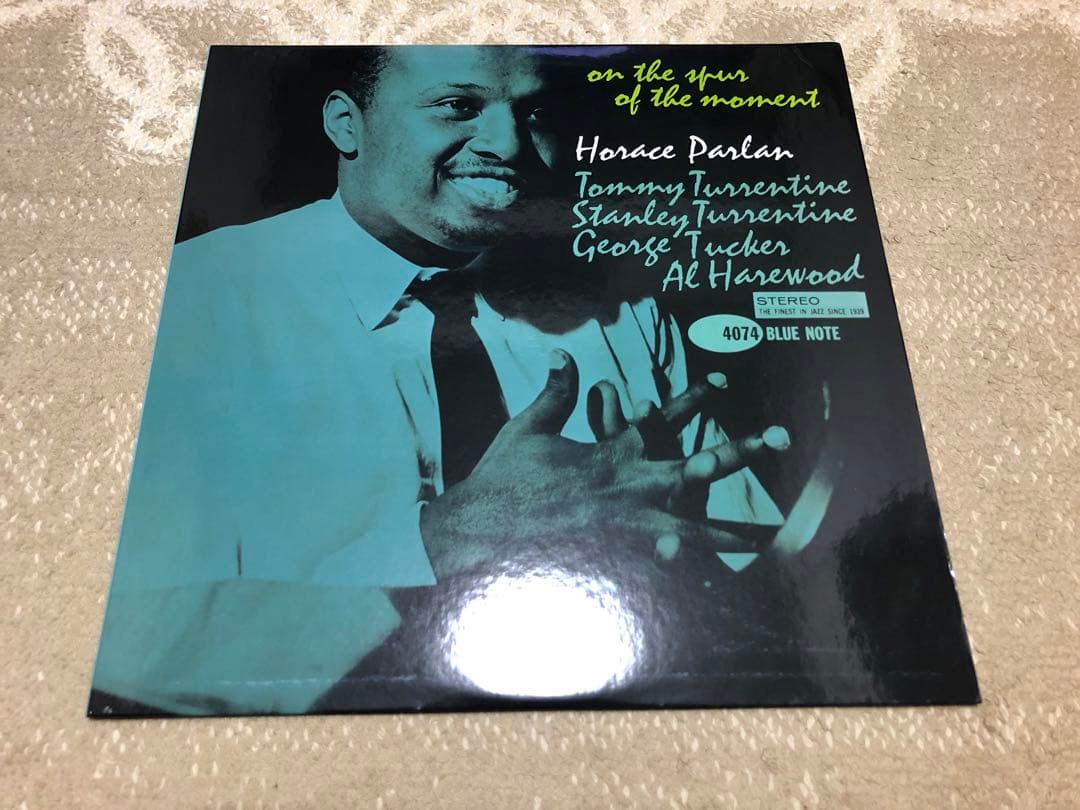 on the spur
of the moment
Horace Parlan
Tommy Turrentine
Stanley Turrentine
George Tucker
Al Harewood
STEREO
THE FINEST IN JAZZ SINCE 1939
4074 BLUE NOTE